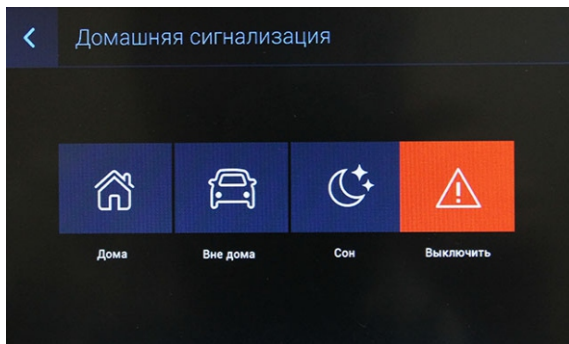 Домашняя сигнализация
Дома
Вне дома
Сон
Выключить